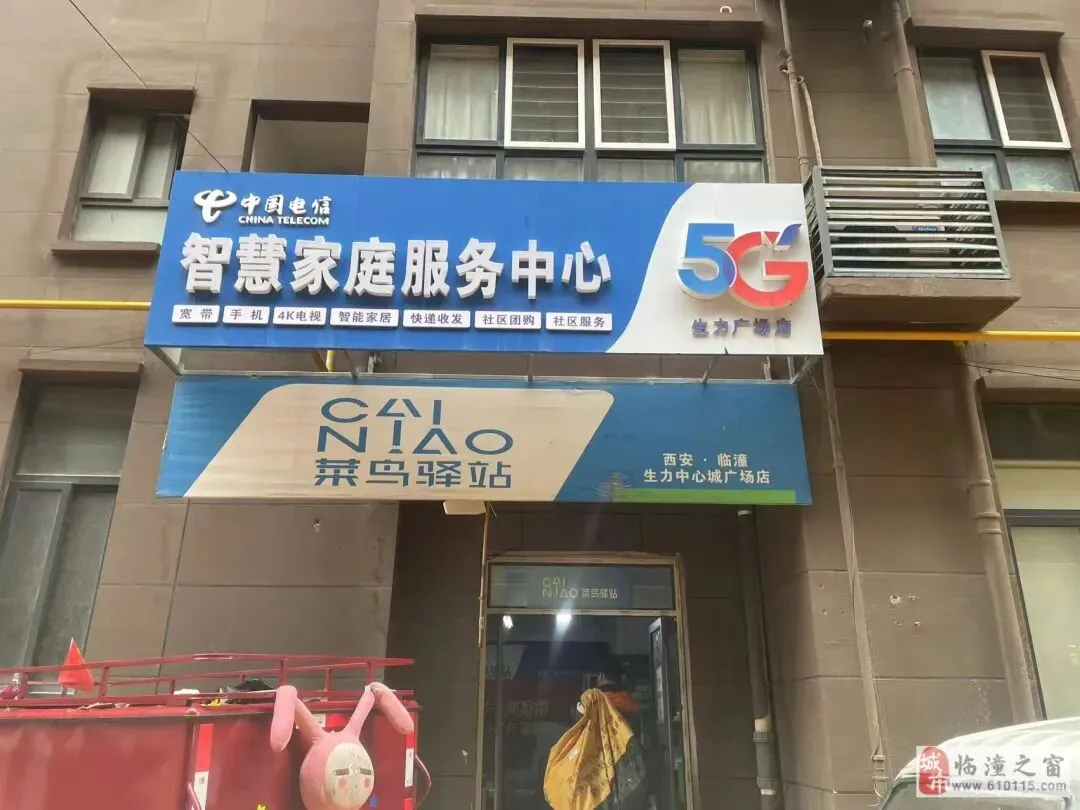 中国电信
CHINA TELECOM
智慧家庭服务中心
宽带 手机 4K电视 智能家居 快递收发 社区团购 社区服务
5G
生力广场店
CAI
NIAO
菜鸟驿站
西安·临潼
生力中心城广场店
CAI
NIAO 菜鸟驿站
城市
临潼之窗
www.610115.com